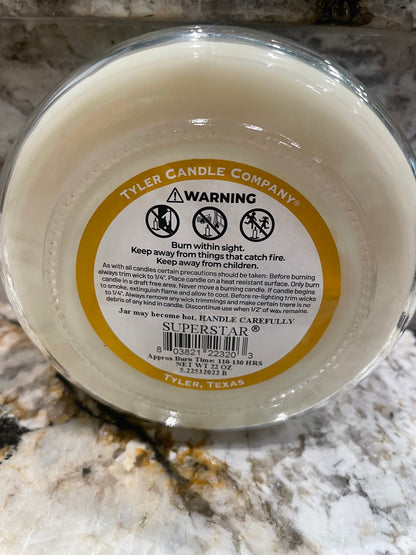 TYLER CANDLE COMPANY®
⚠WARNING
Burn within sight.
Keep away from things that catch fire.
Keep away from children.
As with all candles certain precautions should be taken: Before burning
always trim wick to 1/4". Place candle on a heat resistant surface. Only burn
candle in a draft free area. Never move a burning candle. If candle begins
to smoke, extinguish flame and allow to cool. Before re-lighting trim wicks
to 1/4". Always remove any wick trimmings and make certain there is no
debris of any kind in candle. Discontinue use when 1/2" of wax remains.
Jar may become hot. HANDLE CAREFULLY
SUPERSTAR®
8 03821 22320 3
Approx Burn Time: 110-130 HRS
NET WT 22 OZ
5.22532022 B
TYLER, TEXAS